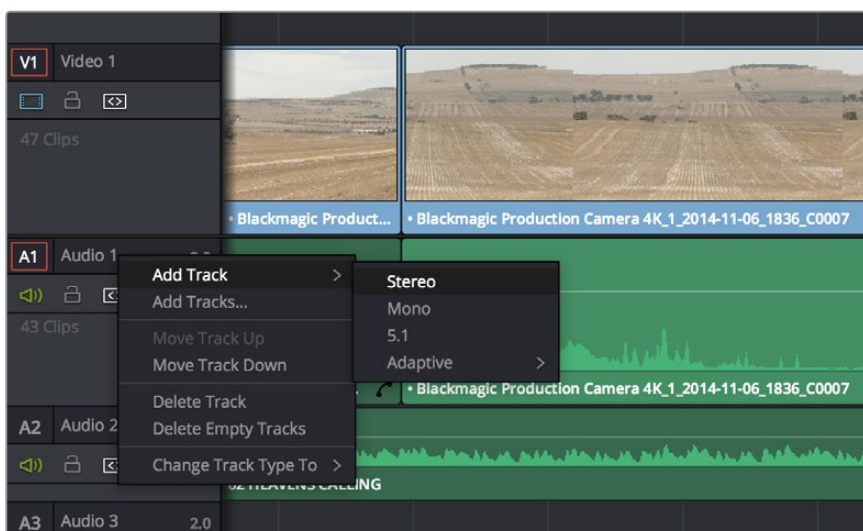 V1 Video 1
47 Clips
• Blackmagic Product...
• Blackmagic Production Camera 4K_1_2014-11-06_1836_C0007
A1 Audio 1
43 Clips
Add Track >
Add Tracks...
Move Track Up
Move Track Down
Delete Track
Delete Empty Tracks
Change Track Type To >
Stereo
Mono
5.1
Adaptive >
• Blackmagic Production Camera 4K_1_2014-11-06_1836_C0007
A2 Audio 2
HEAVENS CALLING
A3 Audio 3 2.0